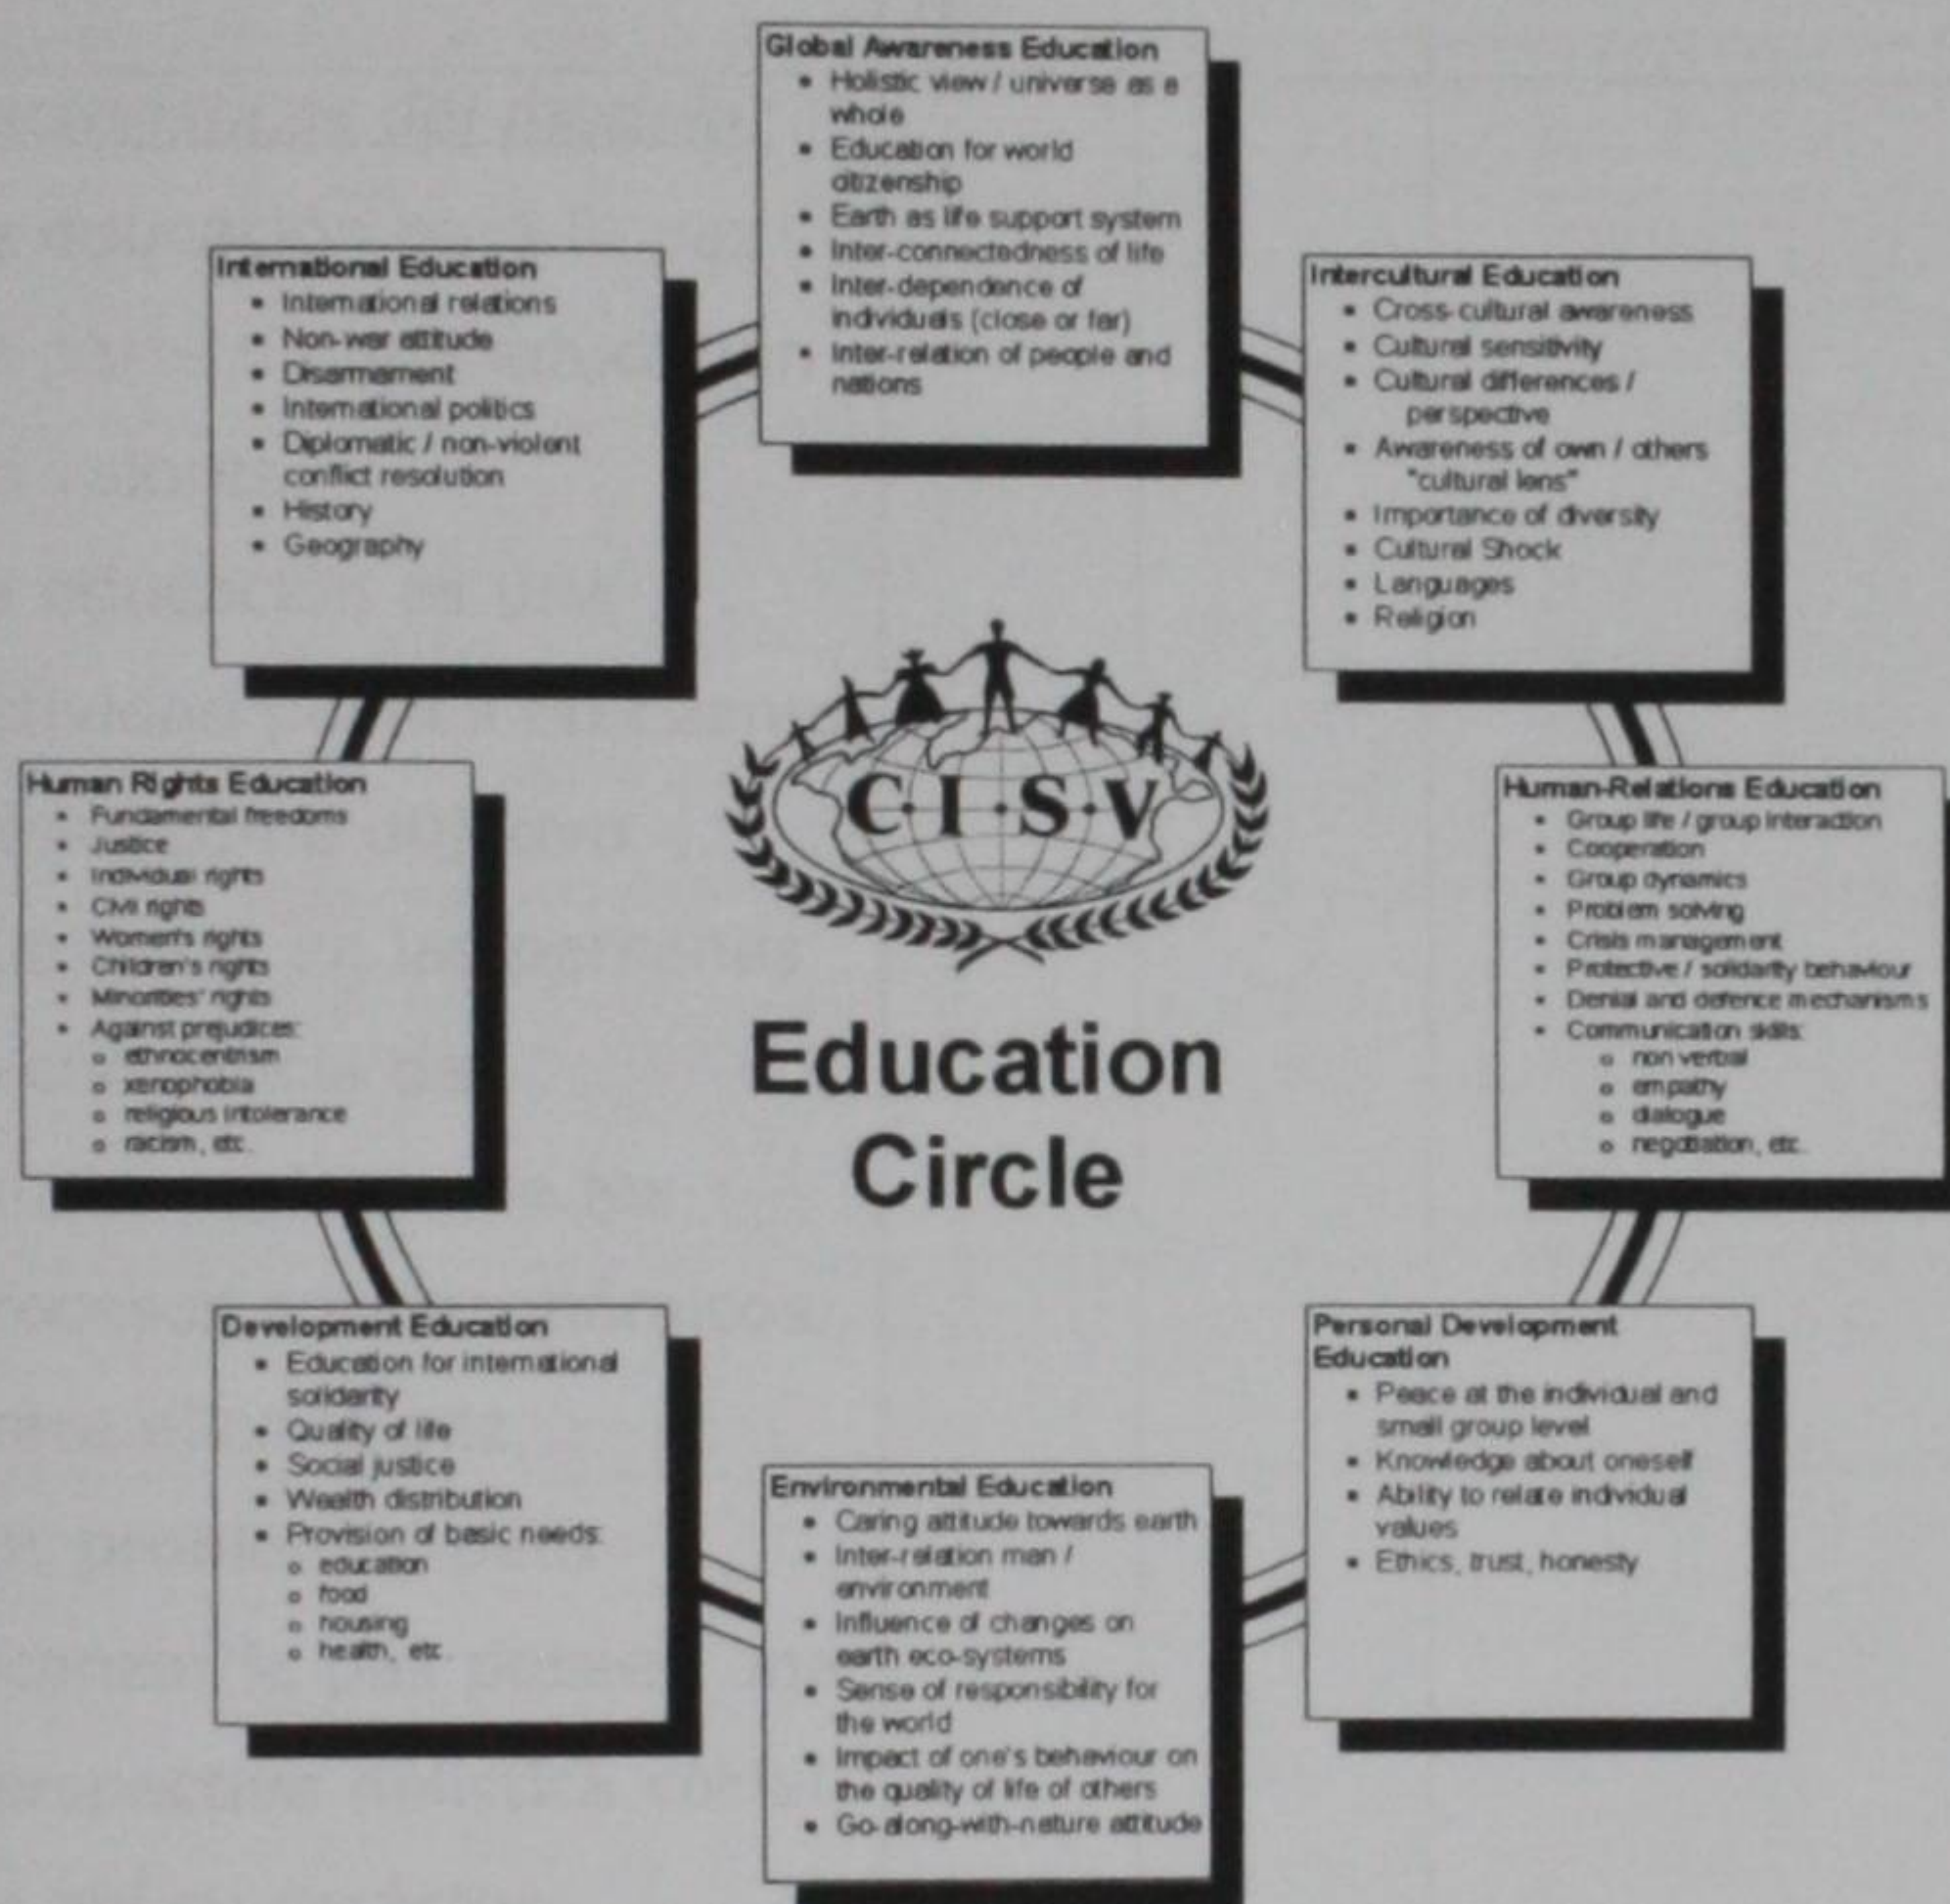 Global Awareness Education
• Holistic view / universe as a
whole
• Education for world
citizenship
• Earth as life support system
• Inter-connectedness of life
• Inter-dependence of
individuals (close or far)
• Inter-relation of people and
nations
International Education
• International relations
• Non-war attitude
• Disarmament
• International politics
• Diplomatic / non-violent
conflict resolution
• History
• Geography
Intercultural Education
• Cross-cultural awareness
• Cultural sensitivity
• Cultural differences /
perspective
• Awareness of own / others
"cultural lens"
• Importance of diversity
• Cultural Shock
• Languages
• Religion
C·I·S·V
Education
Circle
Human Rights Education
• Fundamental freedoms
• Justice
• Individual rights
• Civil rights
• Women's rights
• Children's rights
• Minorities' rights
• Against prejudices:
o ethnocentrism
o xenophobia
o religious intolerance
o racism, etc.
Human-Relations Education
• Group life / group interaction
• Cooperation
• Group dynamics
• Problem solving
• Crisis management
• Protective / solidarity behaviour
• Denial and defence mechanisms
• Communication skills:
o non verbal
o empathy
o dialogue
o negotiation, etc.
Development Education
• Education for international
solidarity
• Quality of life
• Social justice
• Wealth distribution
• Provision of basic needs:
o education
o food
o housing
o health, etc.
Personal Development
Education
• Peace at the individual and
small group level
• Knowledge about oneself
• Ability to relate individual
values
• Ethics, trust, honesty
Environmental Education
• Caring attitude towards earth
• Inter-relation man /
environment
• Influence of changes on
earth eco-systems
• Sense of responsibility for
the world
• Impact of one's behaviour on
the quality of life of others
• Go-along-with-nature attitude